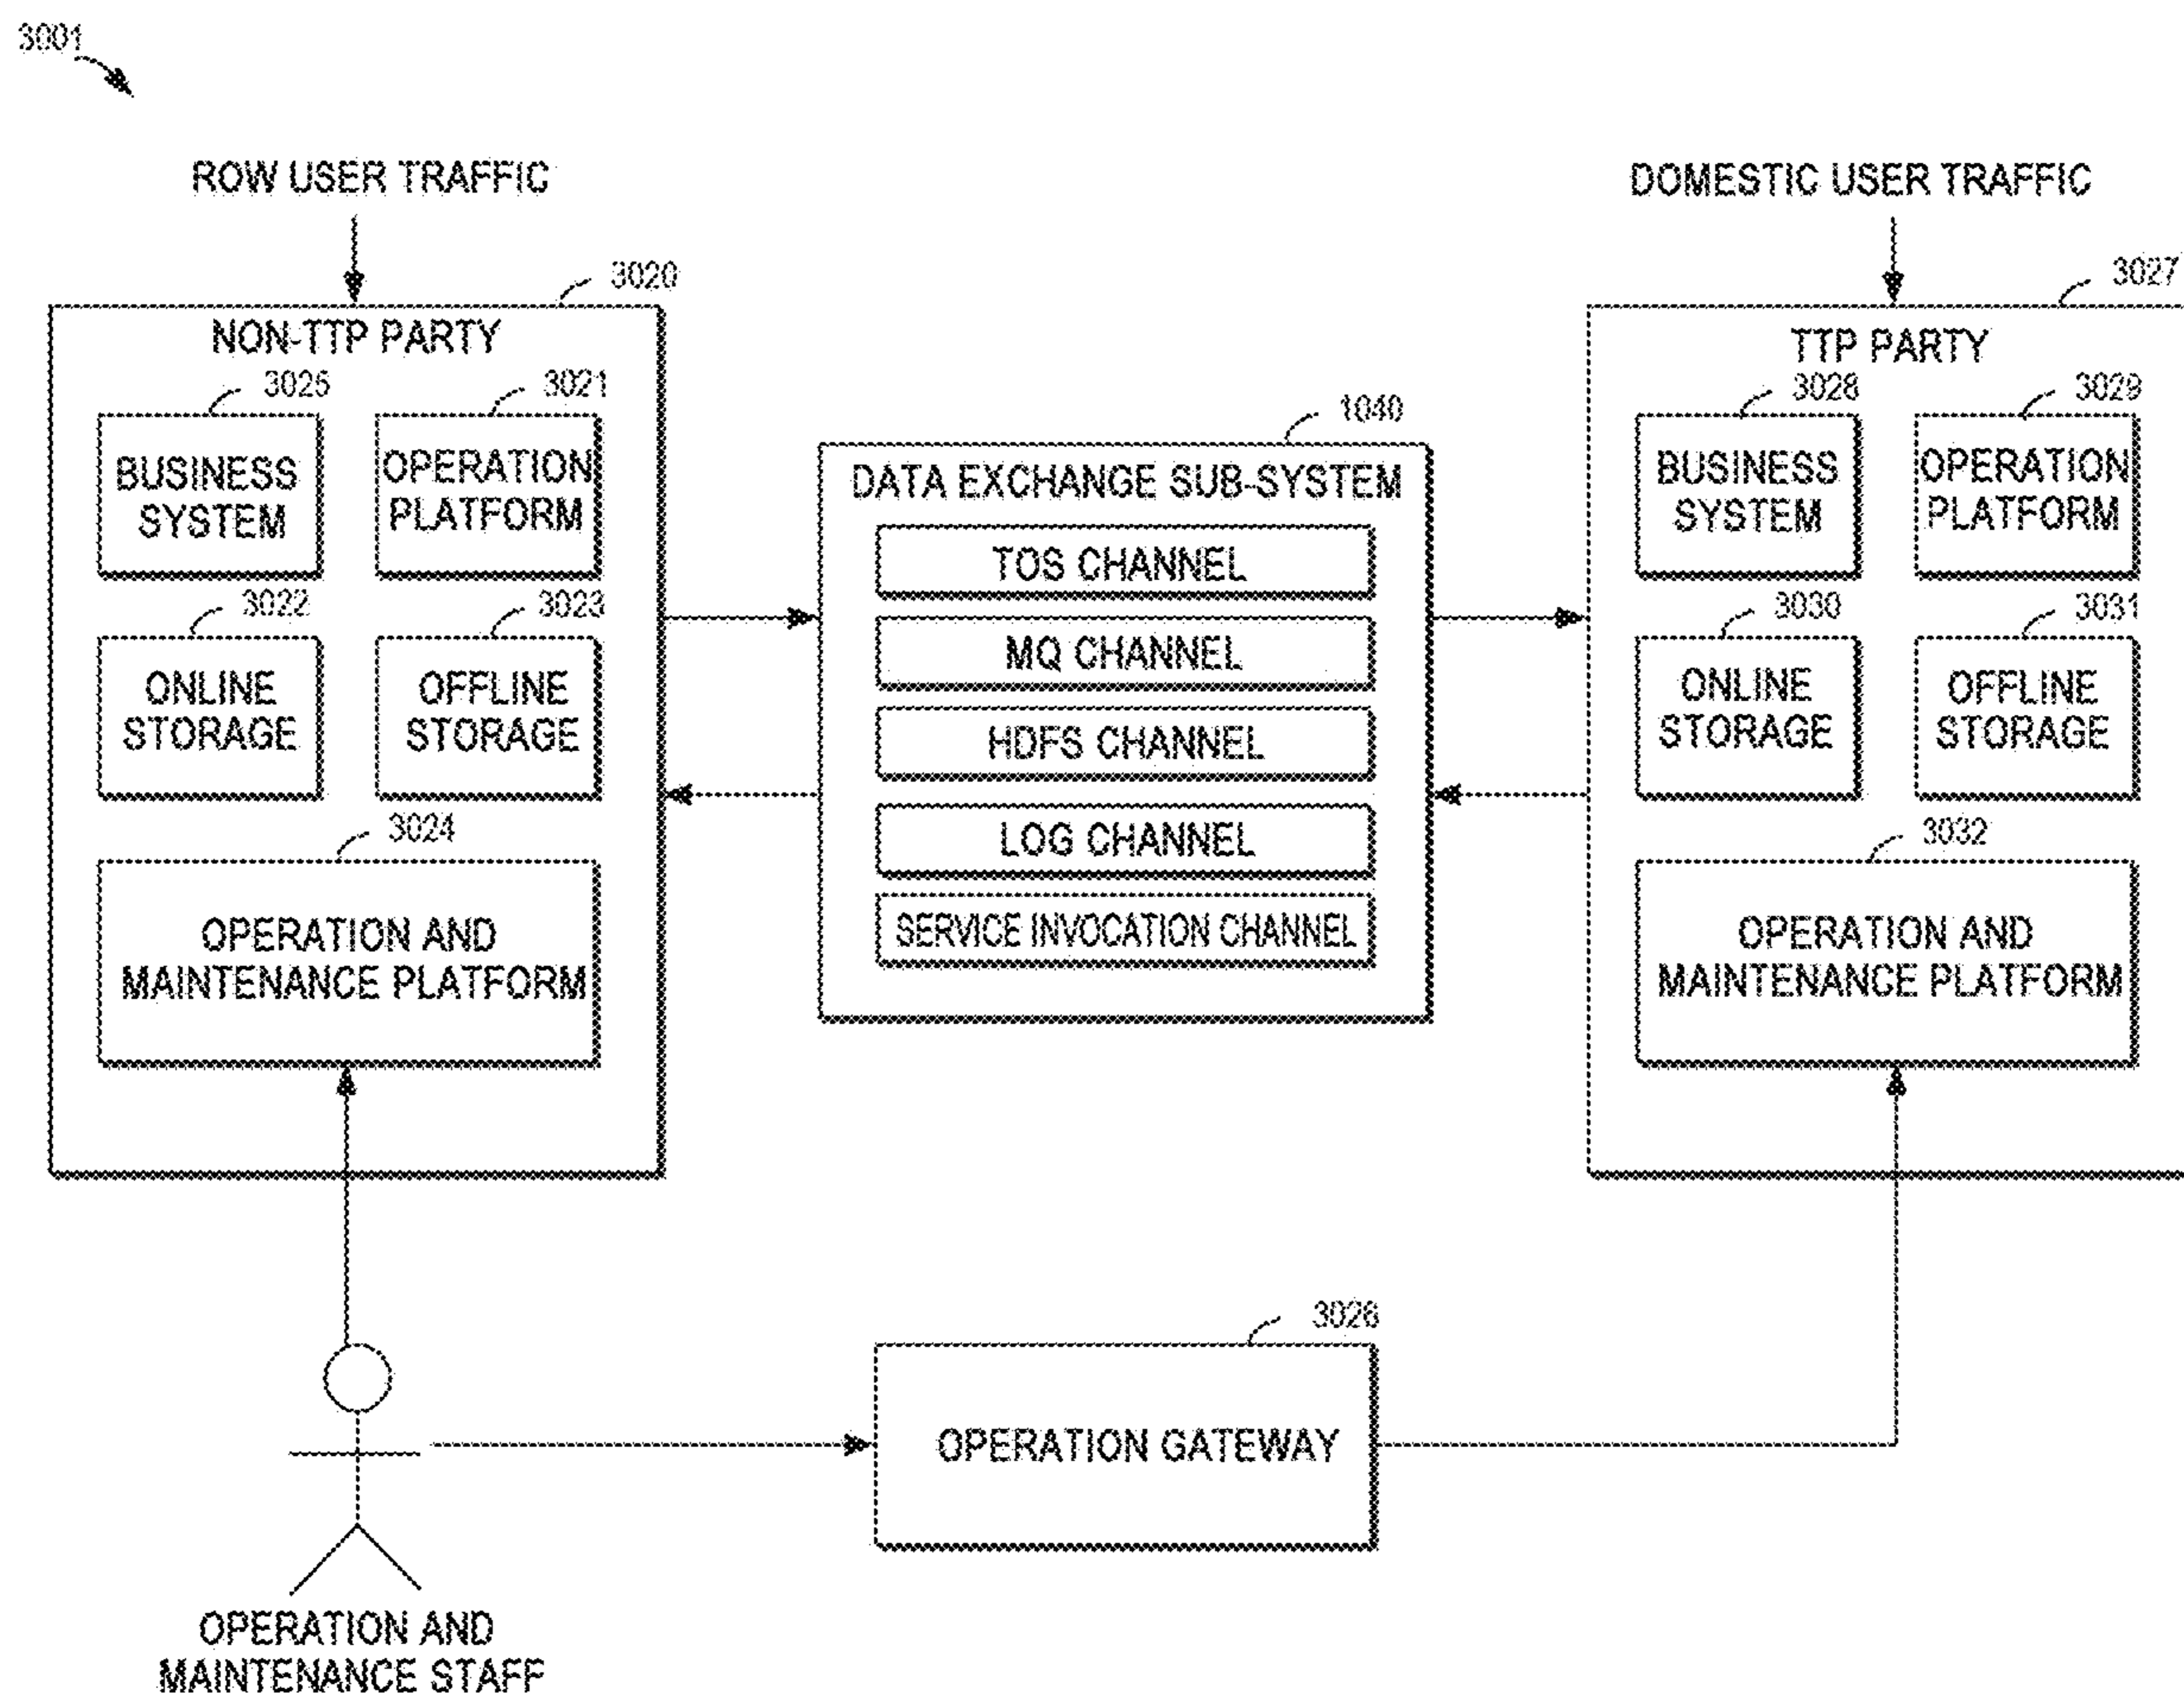 3001
ROW USER TRAFFIC
DOMESTIC USER TRAFFIC
3020
3027
NON-TTP PARTY
TTP PARTY
3025
3021
BUSINESS
SYSTEM
OPERATION
PLATFORM
3022
3023
ONLINE
STORAGE
OFFLINE
STORAGE
3024
OPERATION AND
MAINTENANCE PLATFORM
1040
DATA EXCHANGE SUB-SYSTEM
TOS CHANNEL
MQ CHANNEL
HDFS CHANNEL
LOG CHANNEL
SERVICE INVOCATION CHANNEL
3028
3029
BUSINESS
SYSTEM
OPERATION
PLATFORM
3030
3031
ONLINE
STORAGE
OFFLINE
STORAGE
3032
OPERATION AND
MAINTENANCE PLATFORM
3026
OPERATION GATEWAY
OPERATION AND
MAINTENANCE STAFF